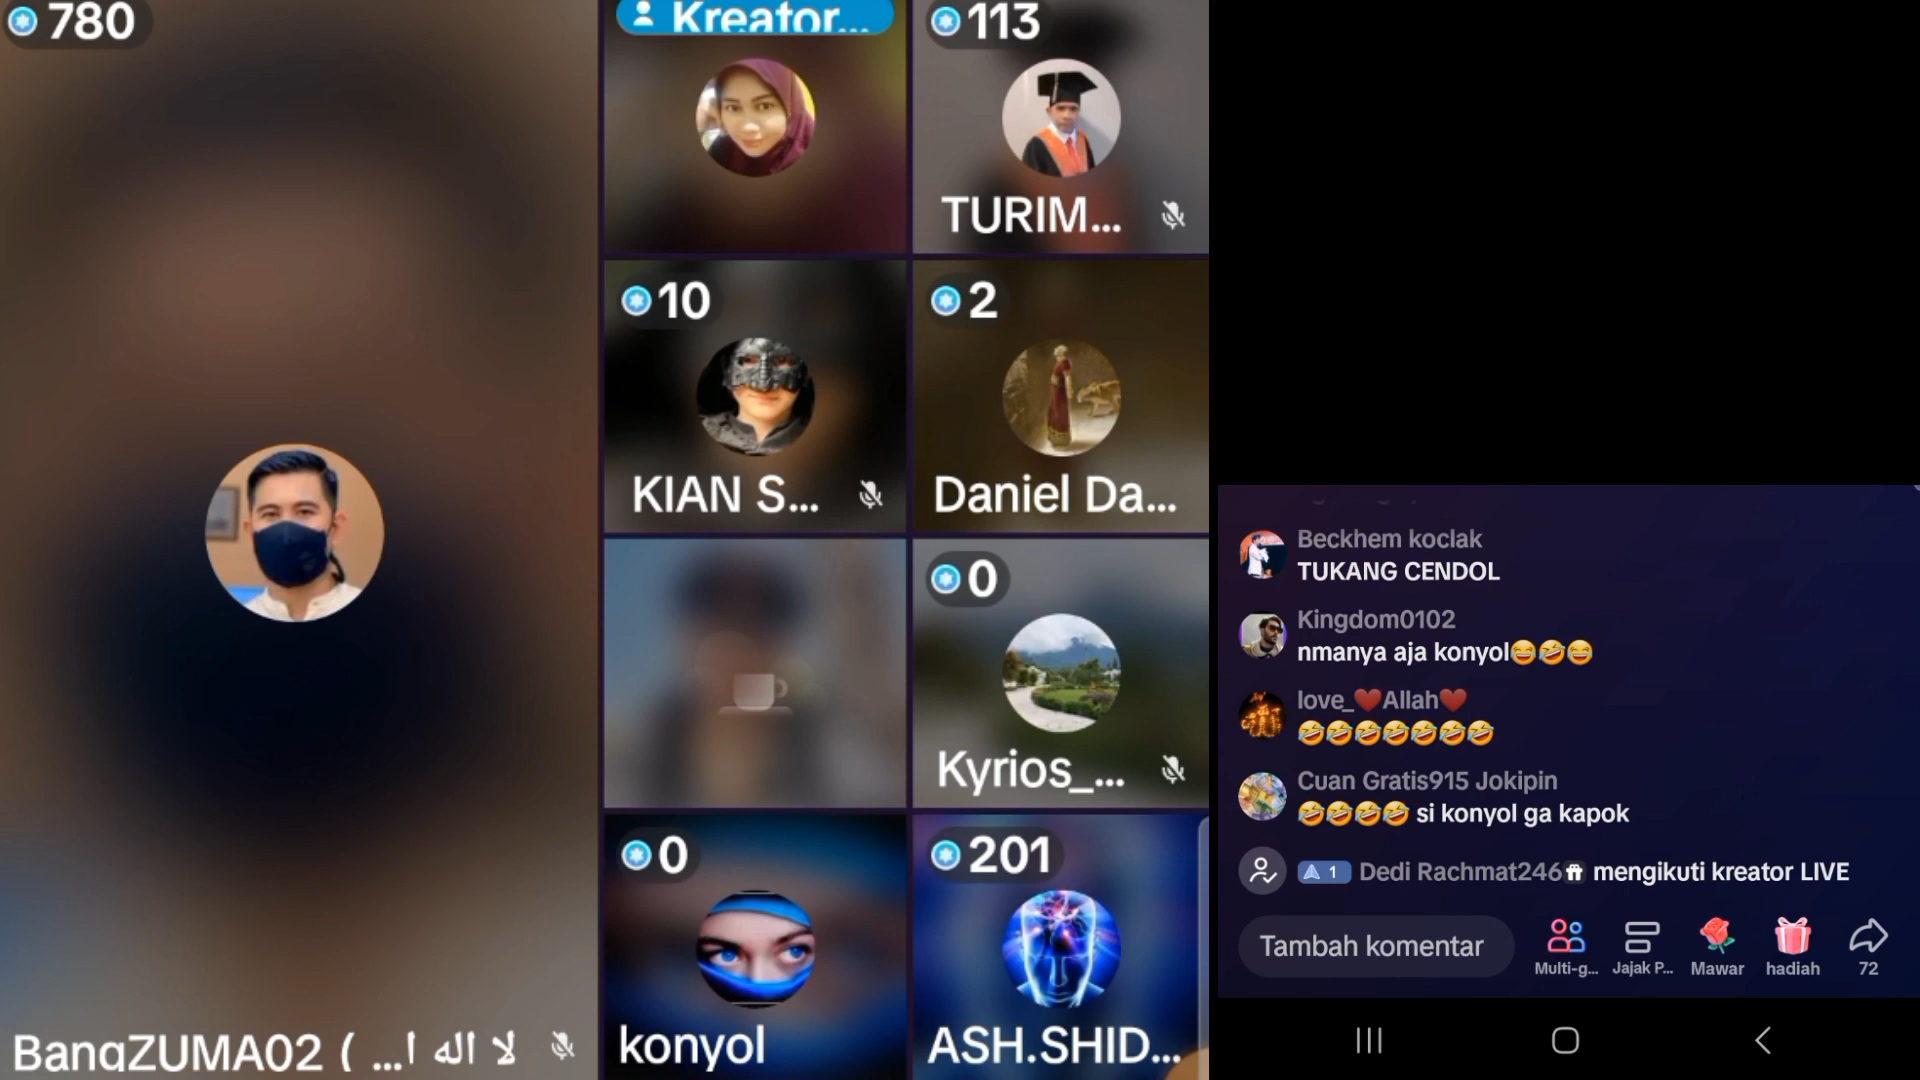 780
Kreator...
113
TURIM...
10
KIAN S...
2
Daniel Da...
0
Kyrios_...
0
konyol
201
ASH.SHID...
BangZUMA02 ( ... لا اله ا
Beckhem koclak
TUKANG CENDOL
Kingdom0102
nmanya aja konyol😂🤣😂
love_❤️Allah❤️
🤣🤣🤣🤣🤣🤣🤣
Cuan Gratis915 Jokipin
🤣🤣🤣🤣 si konyol ga kapok
1 Dedi Rachmat246 mengikuti kreator LIVE
Tambah komentar
Multi-g...
Jajak P...
Mawar
hadiah
72